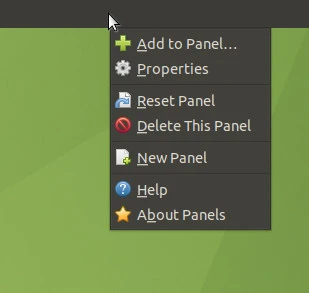 Add to Panel...
Properties
Reset Panel
Delete This Panel
New Panel
Help
About Panels